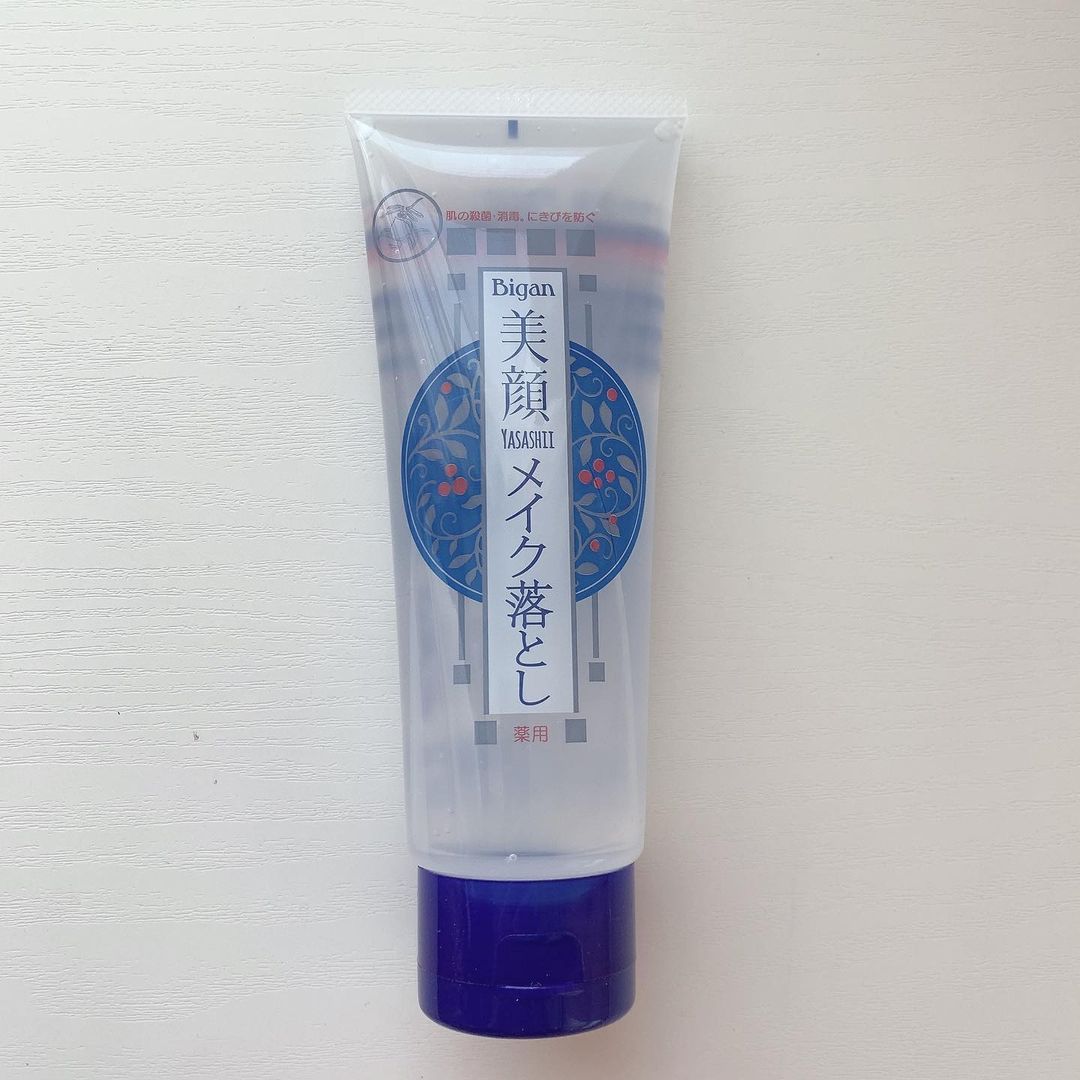 肌の殺菌・消毒。にきびを防ぐ
Bigan
美顔
YASASHII
メイク落とし
薬用